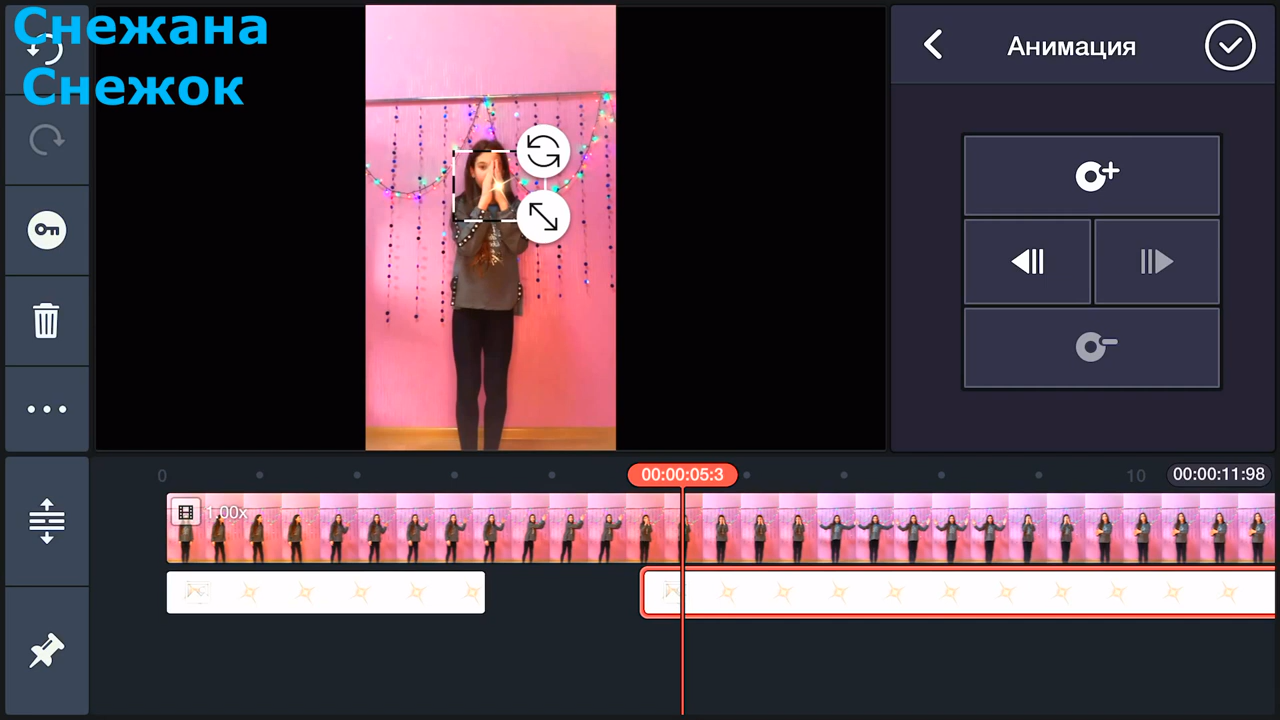 Снежана
Снежок
Анимация
0
00:00:05:3
10
00:00:11:98
1.00x